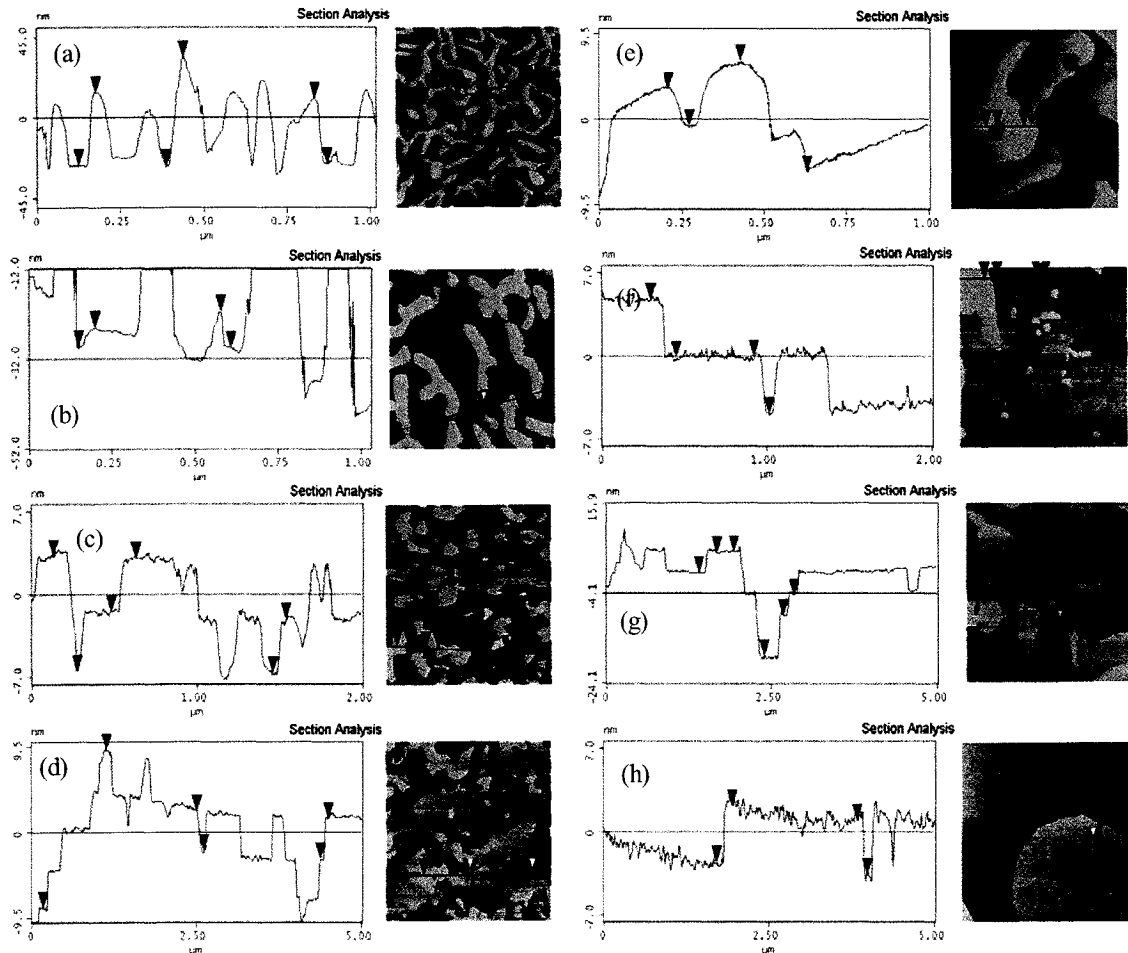 Section Analysis
nm
(a)
45.0
0
-45.0
0 0.25 0.50 0.75 1.00
μm
Section Analysis
nm
(e)
9.5
0
-9.5
0 0.25 0.50 0.75 1.00
μm
Section Analysis
nm
-12.0
-32.0
-52.0
(b)
0 0.25 0.50 0.75 1.00
μm
Section Analysis
nm
7.0
0
-7.0
(f)
0 1.00 2.00
μm
Section Analysis
nm
7.0
(c)
0
-7.0
0 1.00 2.00
μm
Section Analysis
nm
15.9
-4.1
-24.1
(g)
0 2.50 5.00
μm
Section Analysis
nm
9.5
(d)
0
-9.5
0 2.50 5.00
μm
Section Analysis
nm
7.0
(h)
0
-7.0
0 2.50 5.00
μm